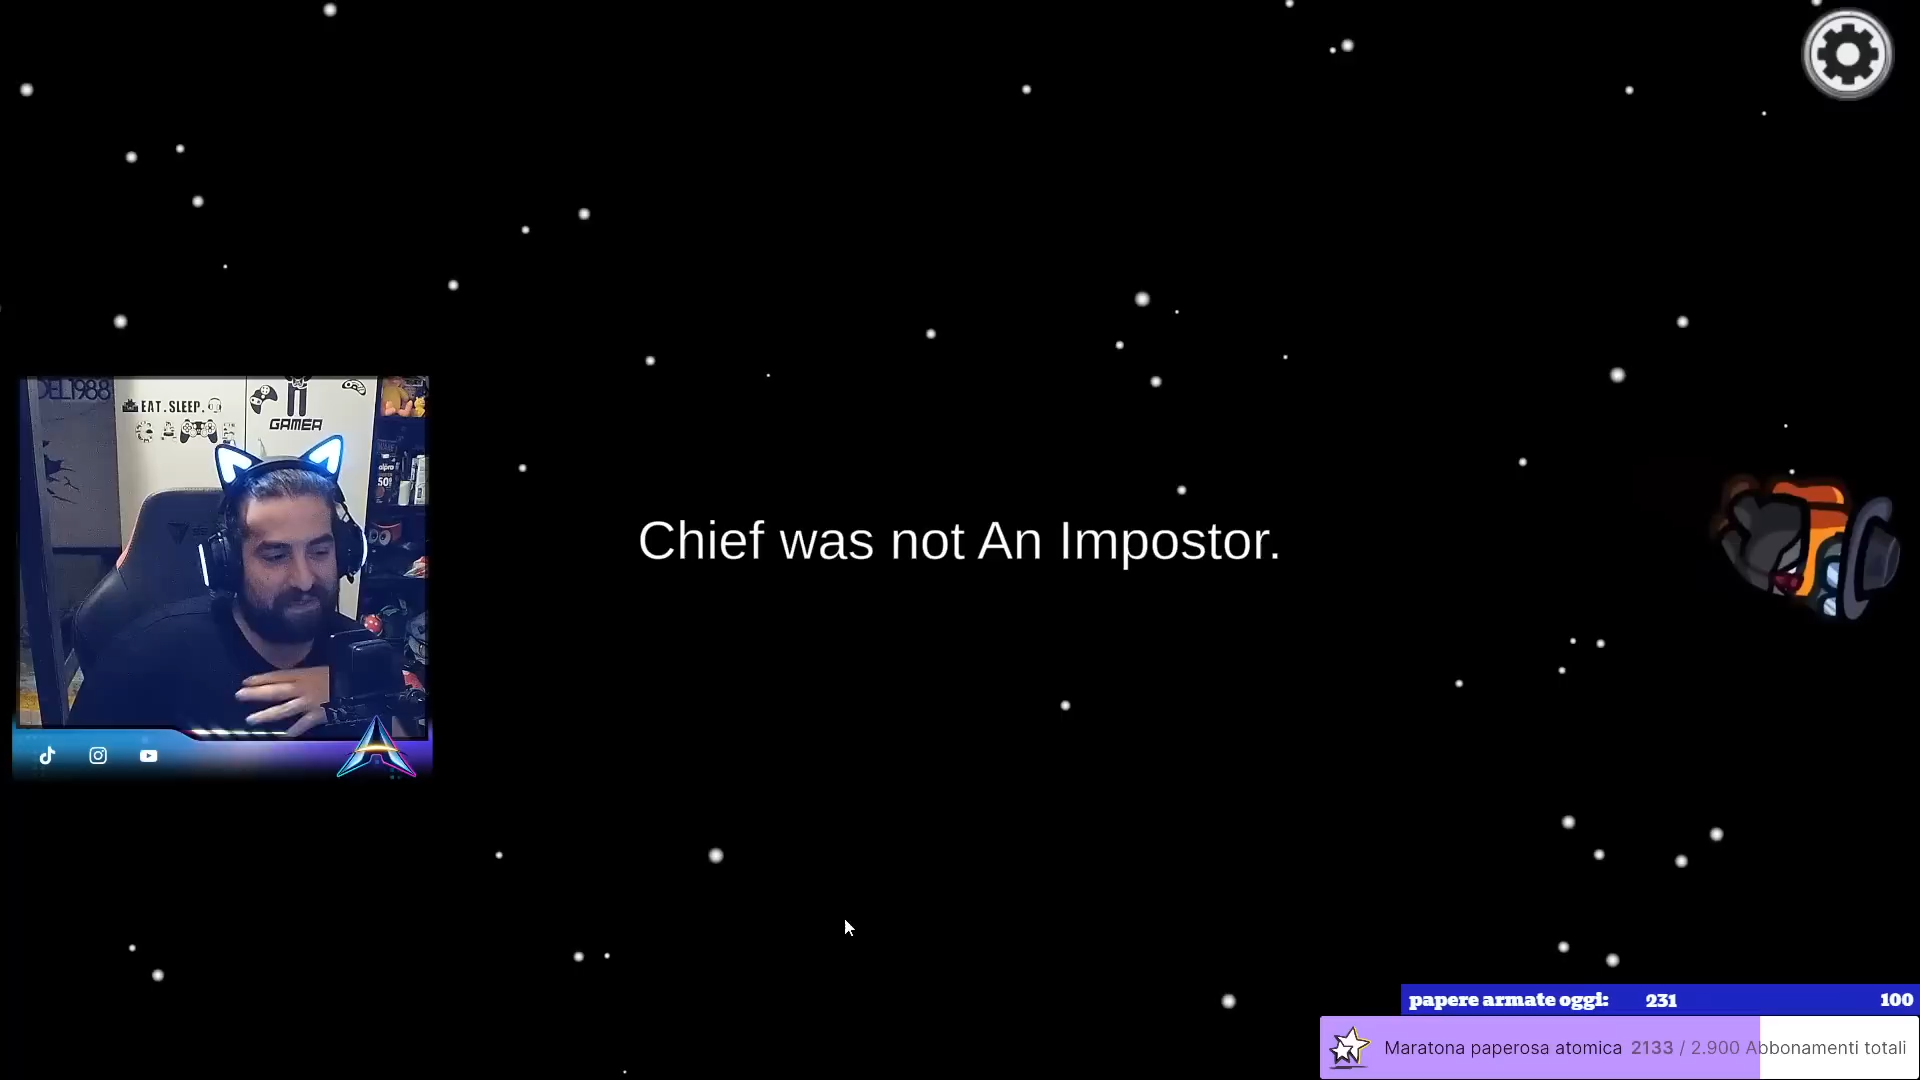 DEL1988
EAT.SLEEP.
GAMER
Chief was not An Impostor.
papere armate oggi: 231 100
Maratona paperosa atomica 2133 / 2.900 Abbonamenti totali